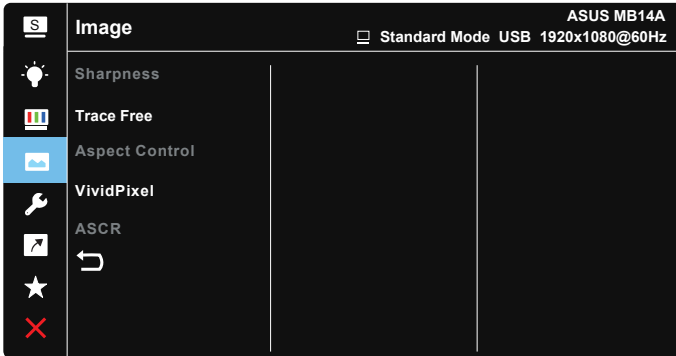 S
Image
ASUS MB14A
Standard Mode USB 1920x1080@60Hz
Sharpness
Trace Free
Aspect Control
VividPixel
ASCR